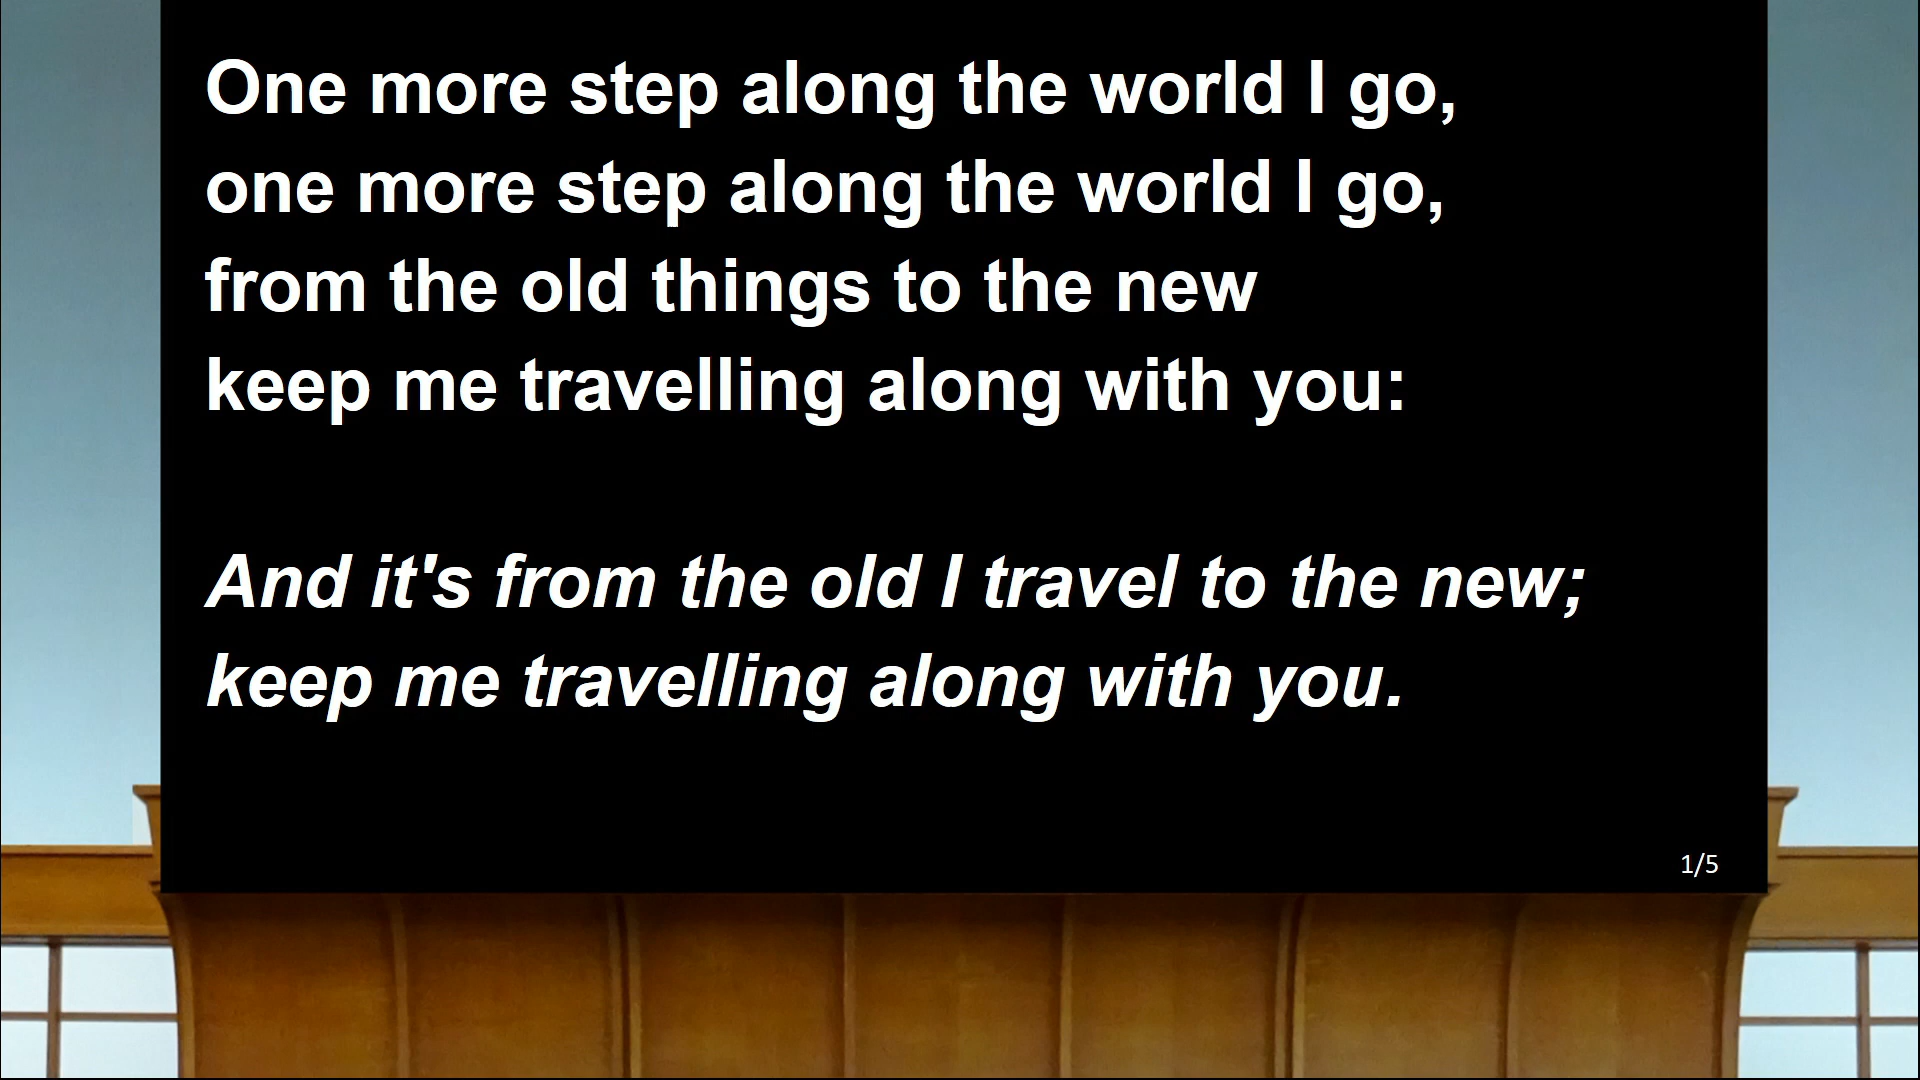 One more step along the world I go,
one more step along the world I go,
from the old things to the new
keep me travelling along with you:
And it's from the old I travel to the new;
keep me travelling along with you.
1/5